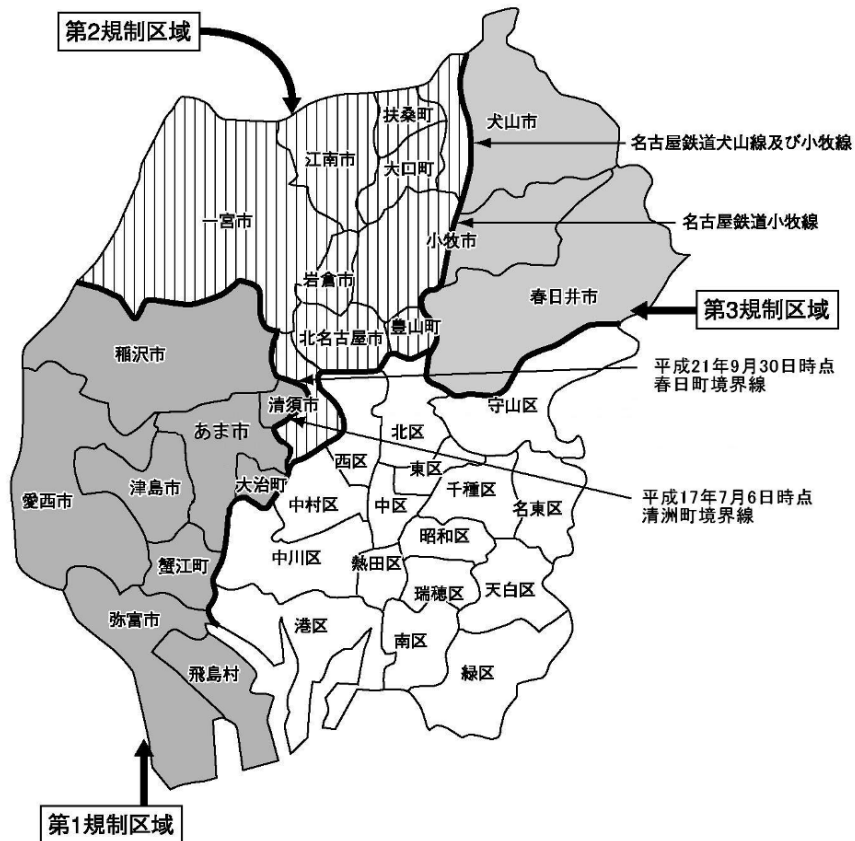 第2規制区域
扶桑町
犬山市
江南市
大口町
名古屋鉄道犬山線及び小牧線
一宮市
小牧市
名古屋鉄道小牧線
岩倉市
春日井市
第3規制区域
北名古屋市
豊山町
稲沢市
平成21年9月30日時点
春日町境界線
清須市
守山区
あま市
北区
西区
東区
愛西市
津島市
大治町
千種区
中村区
中区
名東区
平成17年7月6日時点
清洲町境界線
昭和区
蟹江町
中川区
熱田区
瑞穂区
天白区
弥富市
港区
南区
飛島村
緑区
第1規制区域